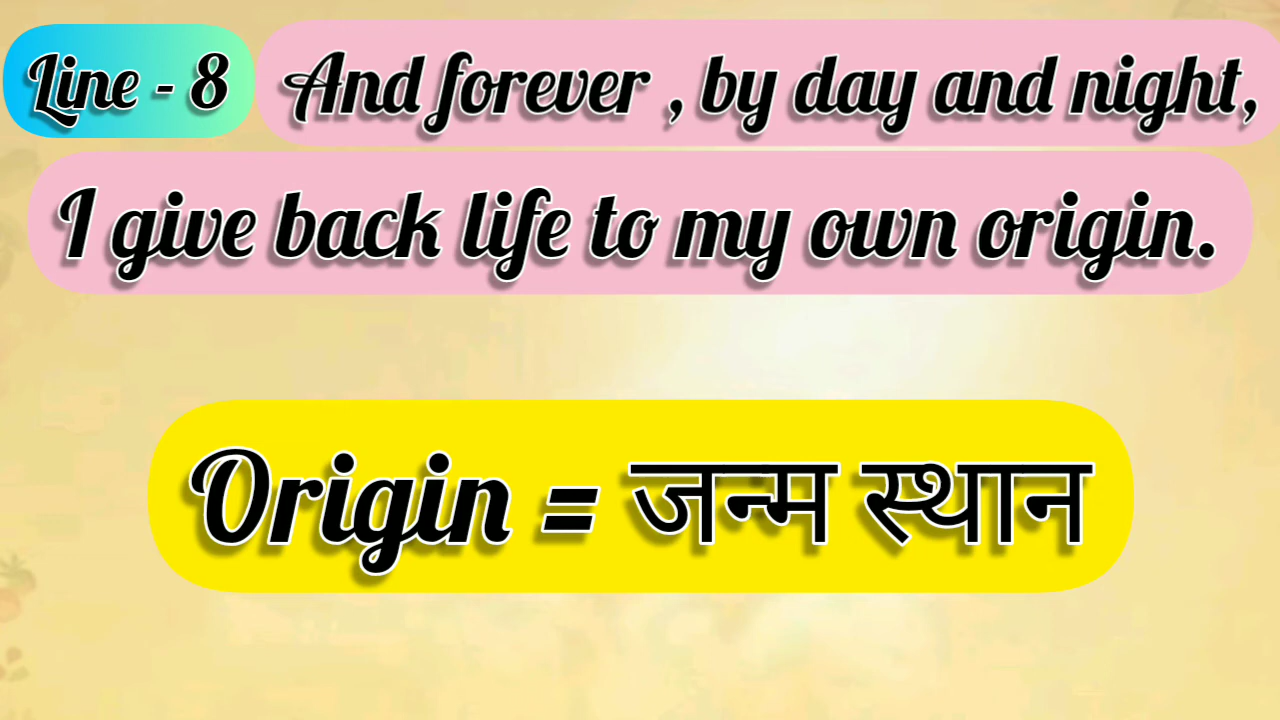 Line - 8 And forever , by day and night,
I give back life to my own origin.
Origin = जन्म स्थान